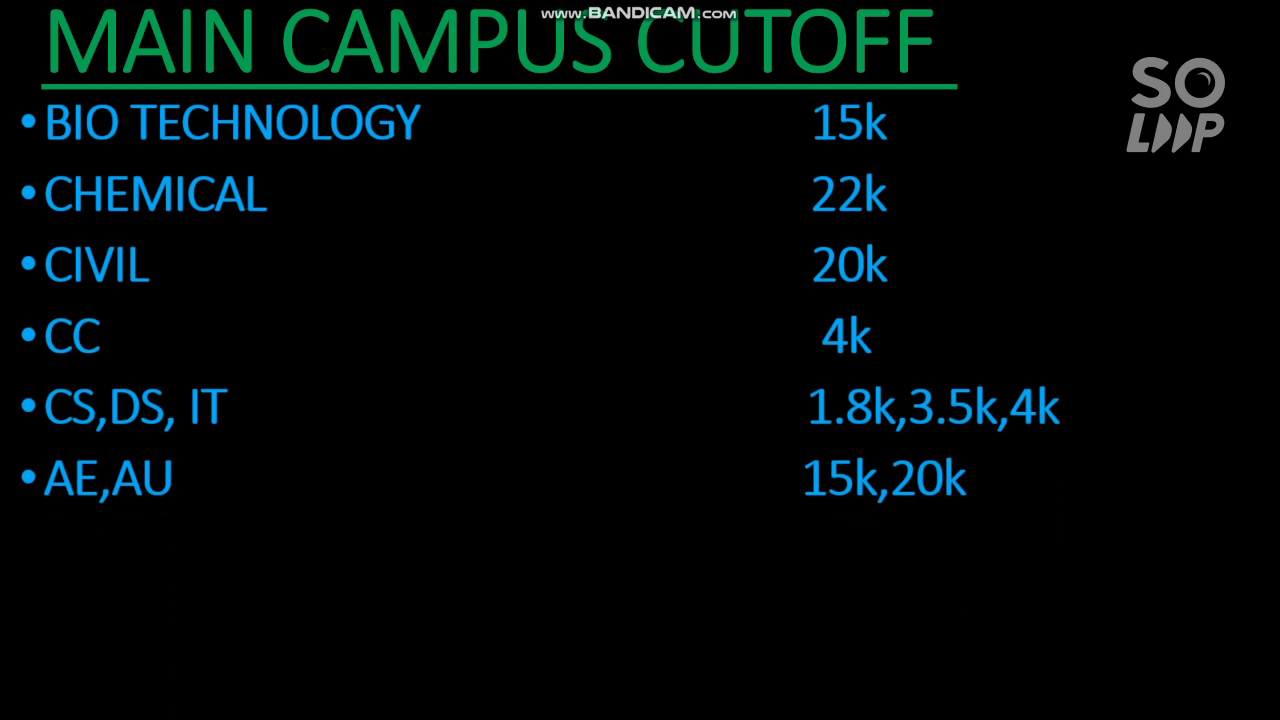 www.BANDICAM.com
MAIN CAMPUS CUTOFF
SO
LOOP
• BIO TECHNOLOGY 15k
• CHEMICAL 22k
• CIVIL 20k
• CC 4k
• CS,DS, IT 1.8k,3.5k,4k
• AE,AU 15k,20k